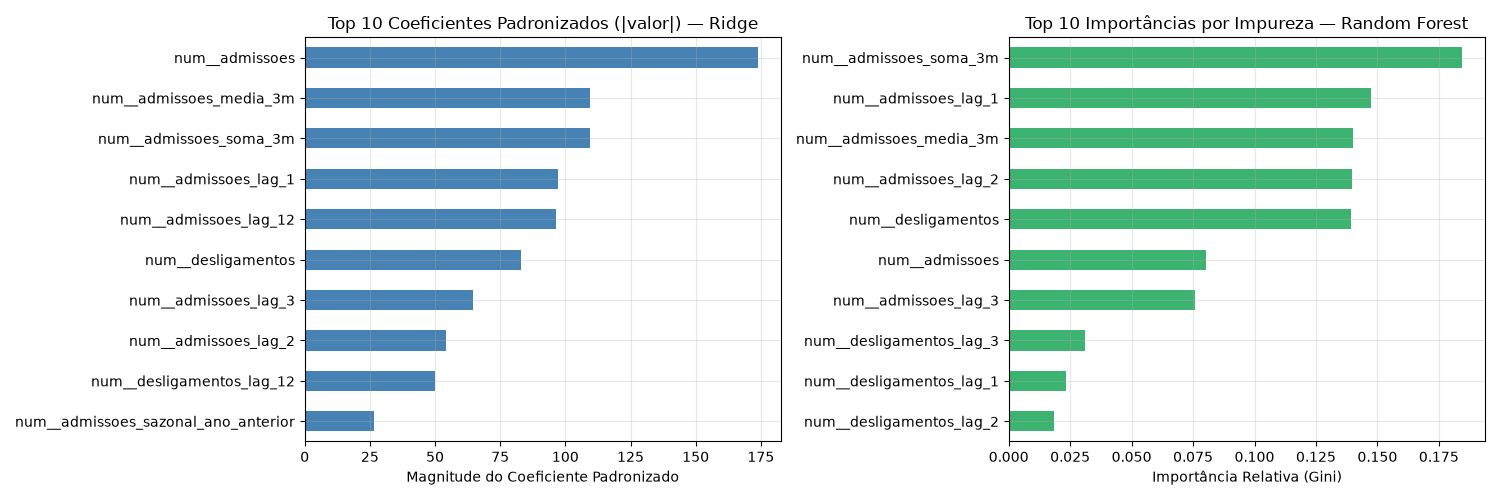 Top 10 Coeficientes Padronizados (|valor|) — Ridge
num__admissoes
num__admissoes_media_3m
num__admissoes_soma_3m
num__admissoes_lag_1
num__admissoes_lag_12
num__desligamentos
num__admissoes_lag_3
num__admissoes_lag_2
num__desligamentos_lag_12
num__admissoes_sazonal_ano_anterior
0 25 50 75 100 125 150 175
Magnitude do Coeficiente Padronizado
Top 10 Importâncias por Impureza — Random Forest
num__admissoes_soma_3m
num__admissoes_lag_1
num__admissoes_media_3m
num__admissoes_lag_2
num__desligamentos
num__admissoes
num__admissoes_lag_3
num__desligamentos_lag_3
num__desligamentos_lag_1
num__desligamentos_lag_2
0.000 0.025 0.050 0.075 0.100 0.125 0.150 0.175
Importância Relativa (Gini)